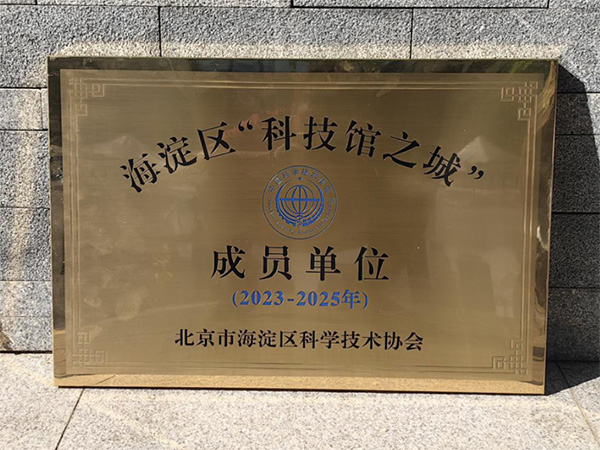 海淀区“科技馆之城”
成员单位
(2023-2025年)
北京市海淀区科学技术协会